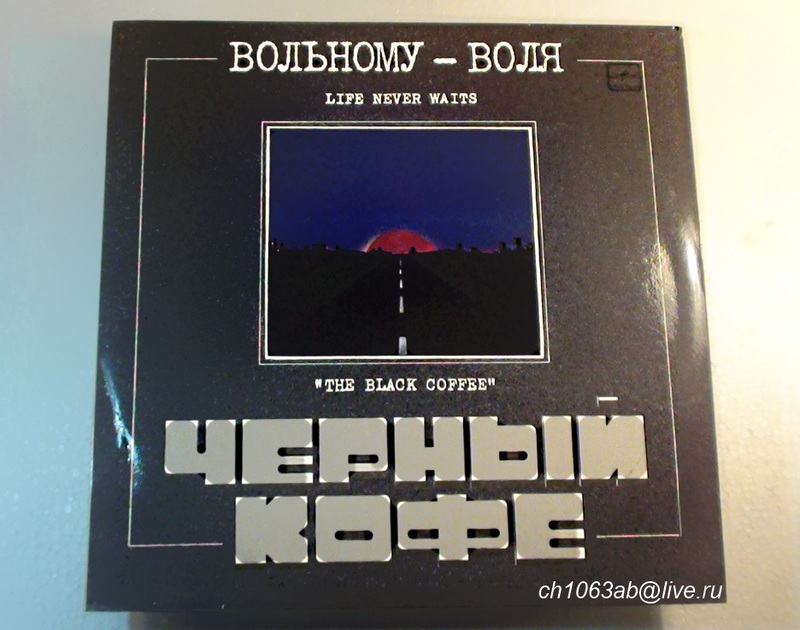 ВОЛЬНОМУ – ВОЛЯ
LIFE NEVER WAITS
"THE BLACK COFFEE"
ЧЕРНЫЙ
КОФЕ
ch1063ab@live.ru